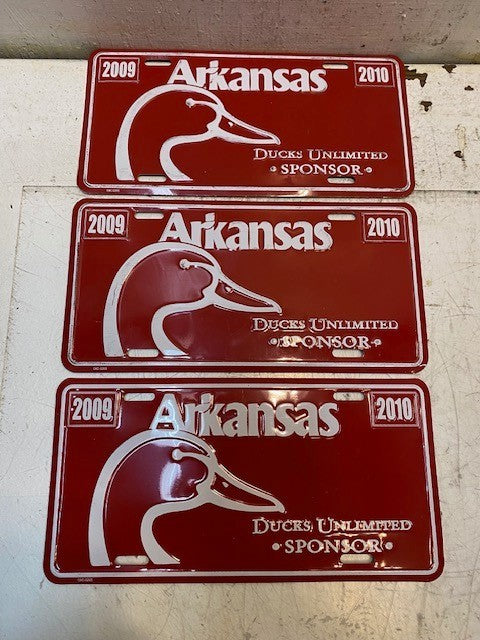 2009 Arkansas 2010
Ducks Unlimited
• SPONSOR •
2009 Arkansas 2010
Ducks Unlimited
• SPONSOR •
2009 Arkansas 2010
Ducks Unlimited
• SPONSOR •